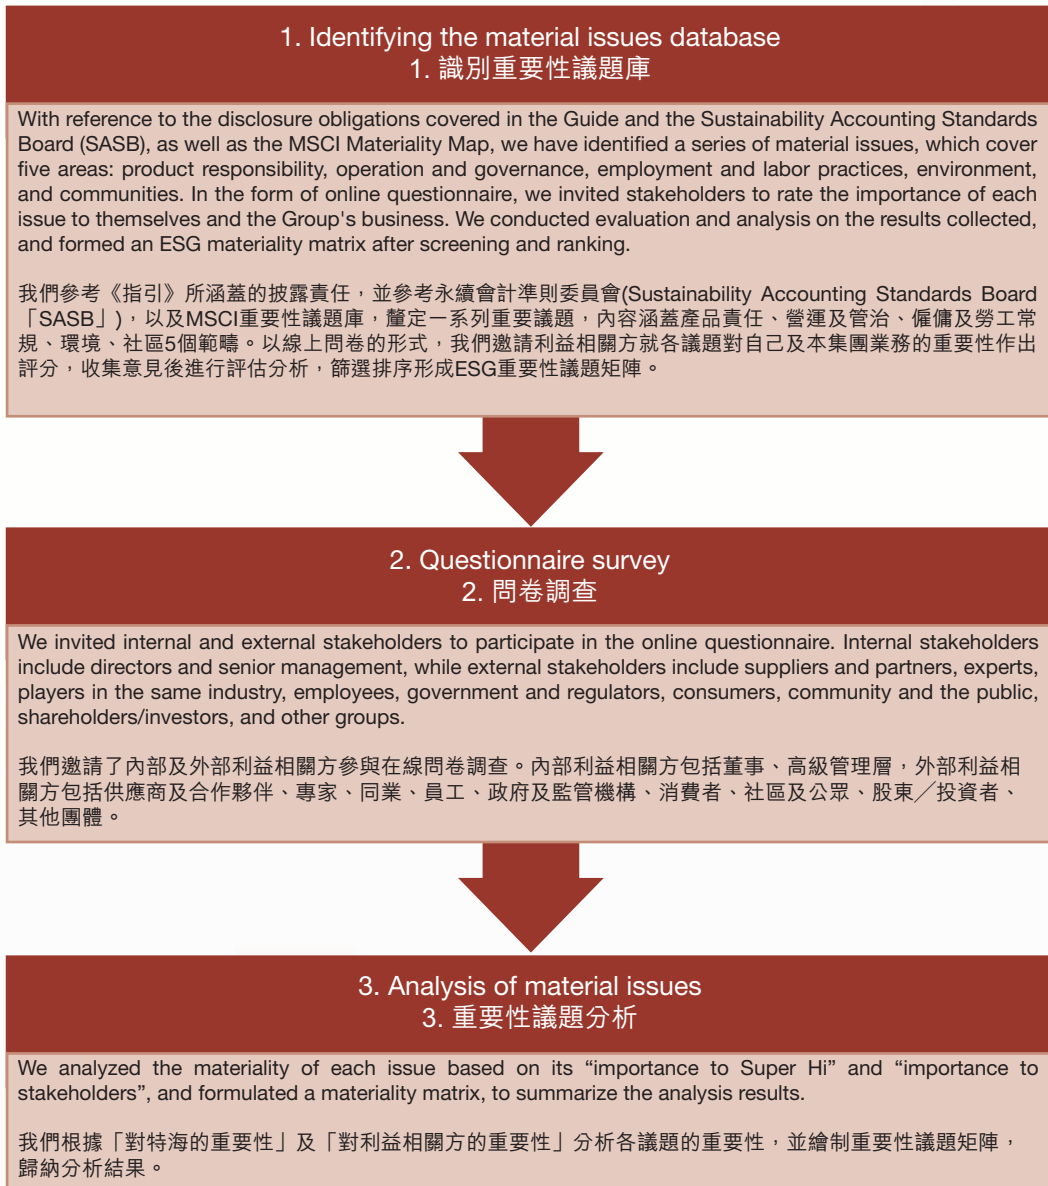 1. Identifying the material issues database
1. 識別重要性議題庫
With reference to the disclosure obligations covered in the Guide and the Sustainability Accounting Standards
Board (SASB), as well as the MSCI Materiality Map, we have identified a series of material issues, which cover
five areas: product responsibility, operation and governance, employment and labor practices, environment,
and communities. In the form of online questionnaire, we invited stakeholders to rate the importance of each
issue to themselves and the Group's business. We conducted evaluation and analysis on the results collected,
and formed an ESG materiality matrix after screening and ranking.
我們參考《指引》所涵蓋的披露責任，並參考永續會計準則委員會(Sustainability Accounting Standards Board
「SASB」)，以及MSCI重要性議題庫，釐定一系列重要議題，內容涵蓋產品責任、營運及管治、僱傭及勞工常
規、環境、社區5個範疇。以線上問卷的形式，我們邀請利益相關方就各議題對自己及本集團業務的重要性作出
評分，收集意見後進行評估分析，篩選排序形成ESG重要性議題矩陣。
2. Questionnaire survey
2. 問卷調查
We invited internal and external stakeholders to participate in the online questionnaire. Internal stakeholders
include directors and senior management, while external stakeholders include suppliers and partners, experts,
players in the same industry, employees, government and regulators, consumers, community and the public,
shareholders/investors, and other groups.
我們邀請了內部及外部利益相關方參與在線問卷調查。內部利益相關方包括董事、高級管理層，外部利益相
關方包括供應商及合作夥伴、專家、同業、員工、政府及監管機構、消費者、社區及公眾、股東／投資者、
其他團體。
3. Analysis of material issues
3. 重要性議題分析
We analyzed the materiality of each issue based on its “importance to Super Hi” and “importance to
stakeholders”, and formulated a materiality matrix, to summarize the analysis results.
我們根據「對特海的重要性」及「對利益相關方的重要性」分析各議題的重要性，並繪制重要性議題矩陣，
歸納分析結果。